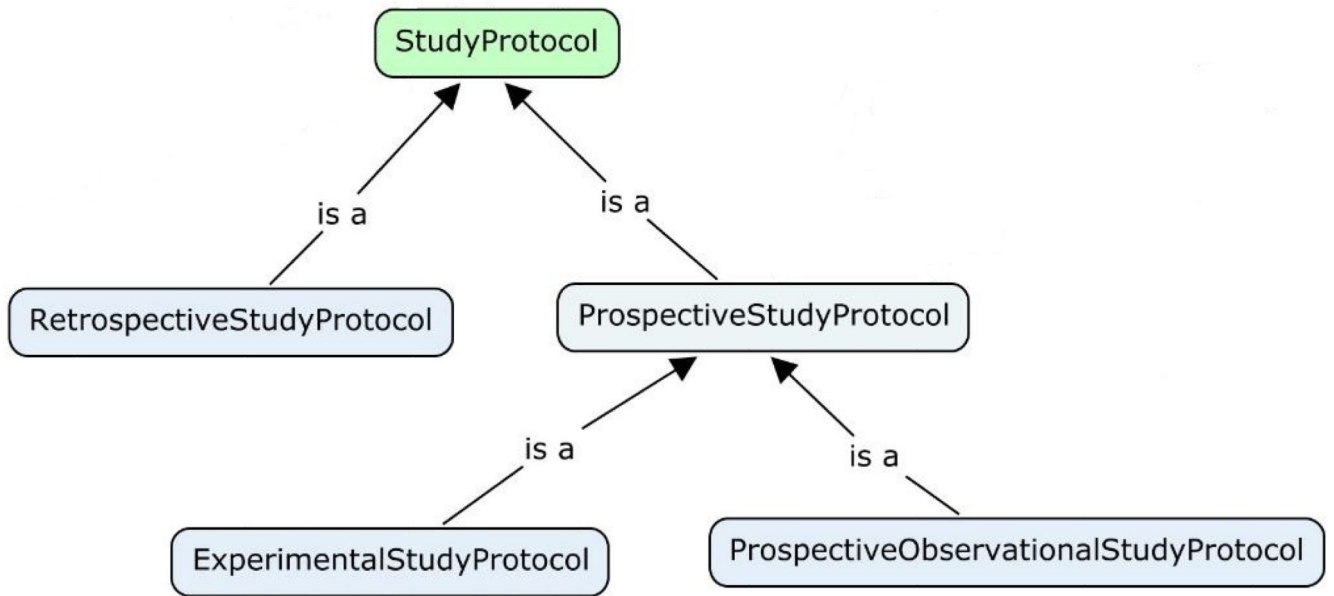 StudyProtocol
is a
is a
RetrospectiveStudyProtocol
ProspectiveStudyProtocol
is a
is a
ExperimentalStudyProtocol
ProspectiveObservationalStudyProtocol